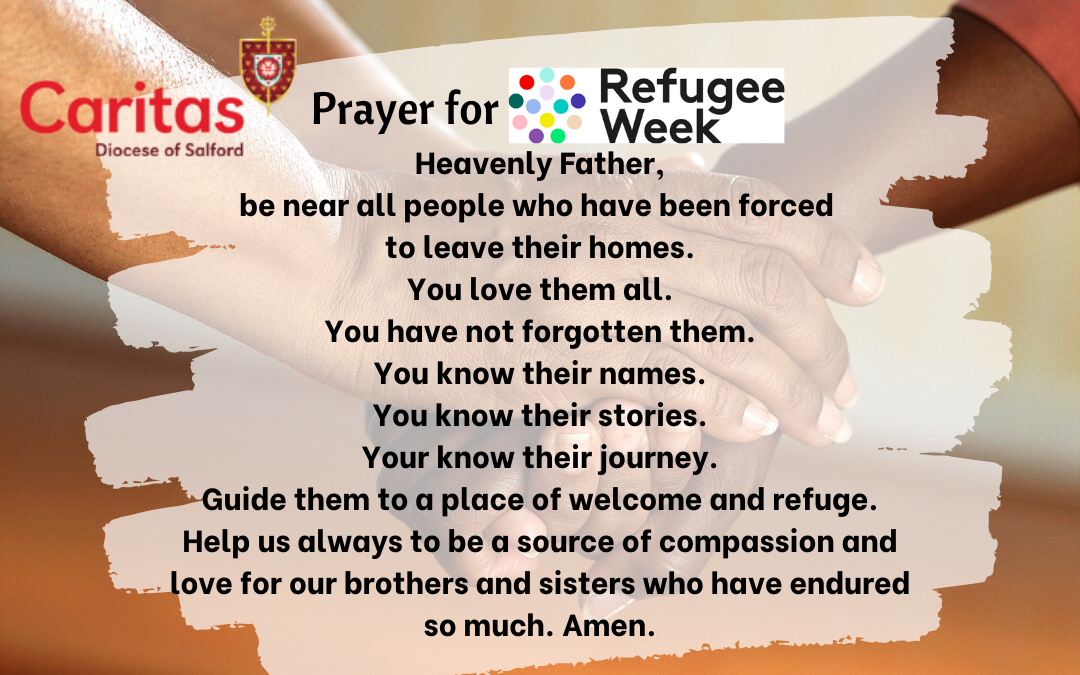 Caritas
Diocese of Salford
Prayer for
Refugee
Week
Heavenly Father,
be near all people who have been forced
to leave their homes.
You love them all.
You have not forgotten them.
You know their names.
You know their stories.
Your know their journey.
Guide them to a place of welcome and refuge.
Help us always to be a source of compassion and
love for our brothers and sisters who have endured
so much. Amen.